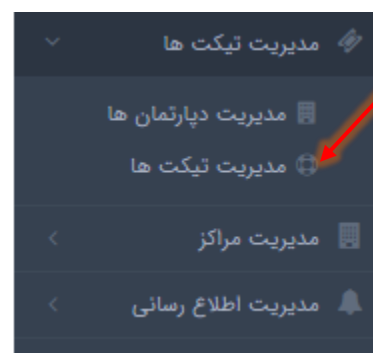 مدیریت تیکت ها
مدیریت دپارتمان ها
مدیریت تیکت ها
مدیریت مراکز
مدیریت اطلاع رسانی